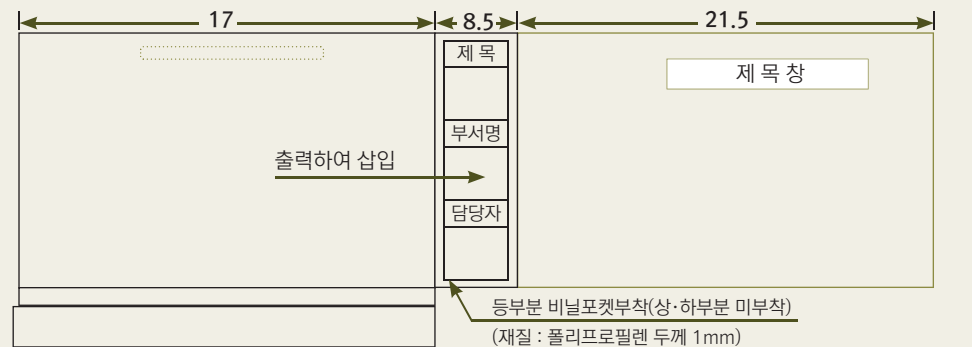 17
8.5
21.5
제 목
제 목 창
부서명
출력하여 삽입
담당자
등부분 비닐포켓부착(상·하부분 미부착)
(재질 : 폴리프로필렌 두께 1mm)